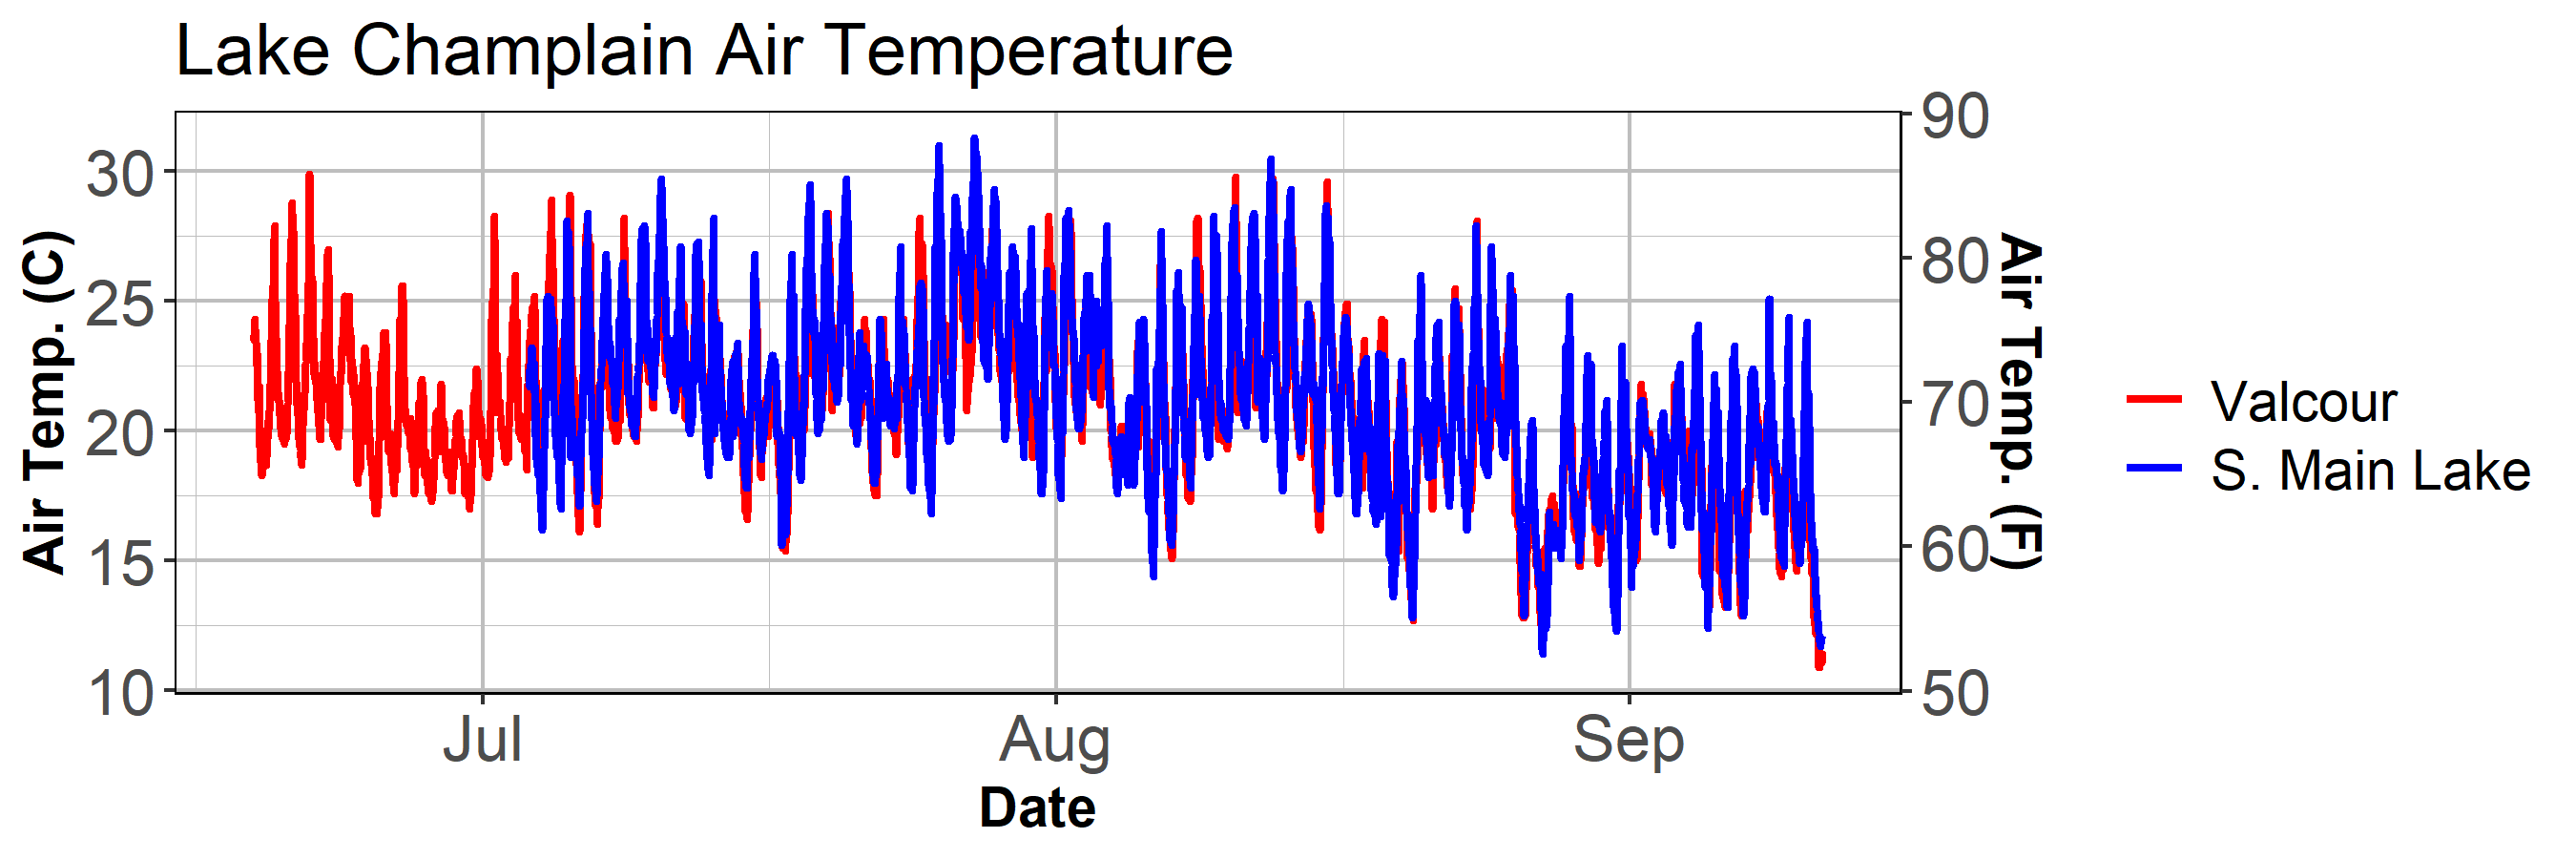 Lake Champlain Air Temperature
Air Temp. (C)
30
25
20
15
10
90
80
70
60
50
Air Temp. (F)
Jul
Aug
Sep
Date
Valcour
S. Main Lake